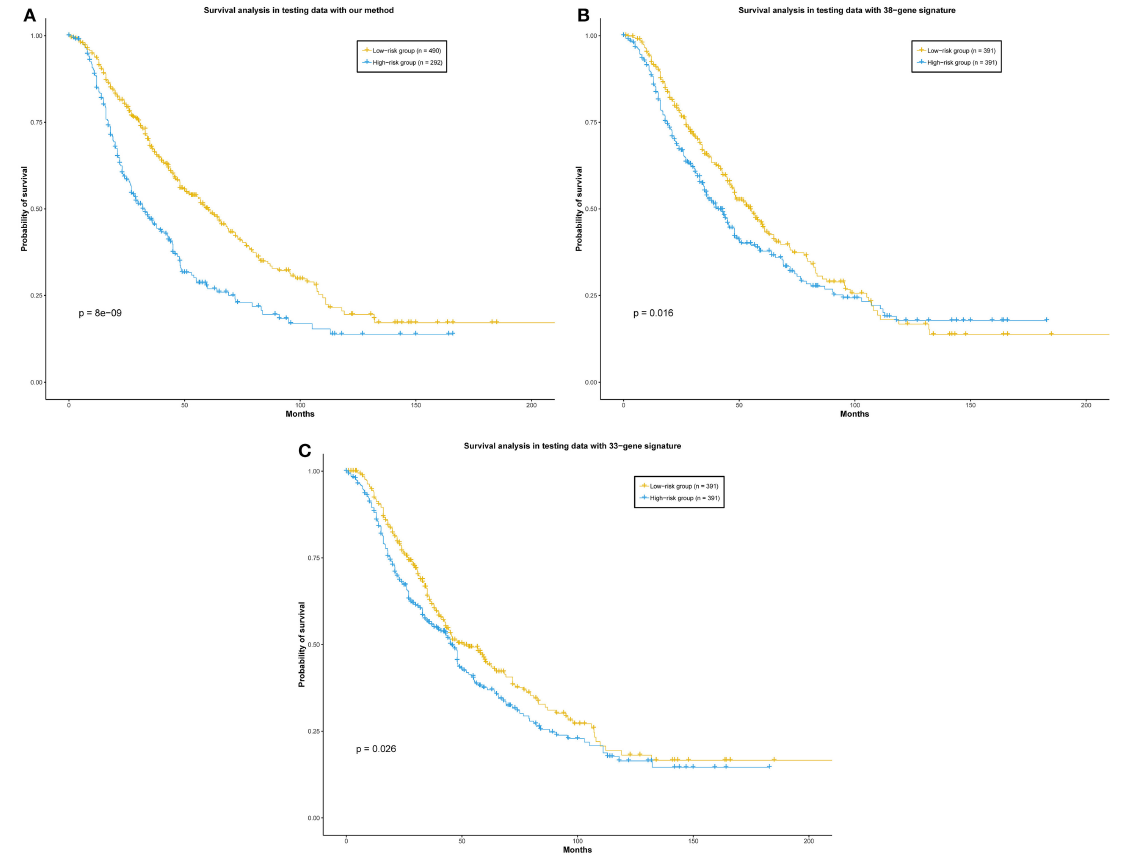 A
Survival analysis in testing data with our method
Low−risk group (n = 490)
High−risk group (n = 292)
1.00
0.75
0.50
0.25
0.00
Probability of survival
p = 8e−09
0
50
100
150
200
Months
B
Survival analysis in testing data with 38−gene signature
Low−risk group (n = 391)
High−risk group (n = 391)
1.00
0.75
0.50
0.25
0.00
Probability of survival
p = 0.016
0
50
100
150
200
Months
C
Survival analysis in testing data with 33−gene signature
Low−risk group (n = 391)
High−risk group (n = 391)
1.00
0.75
0.50
0.25
0.00
Probability of survival
p = 0.026
0
50
100
150
200
Months